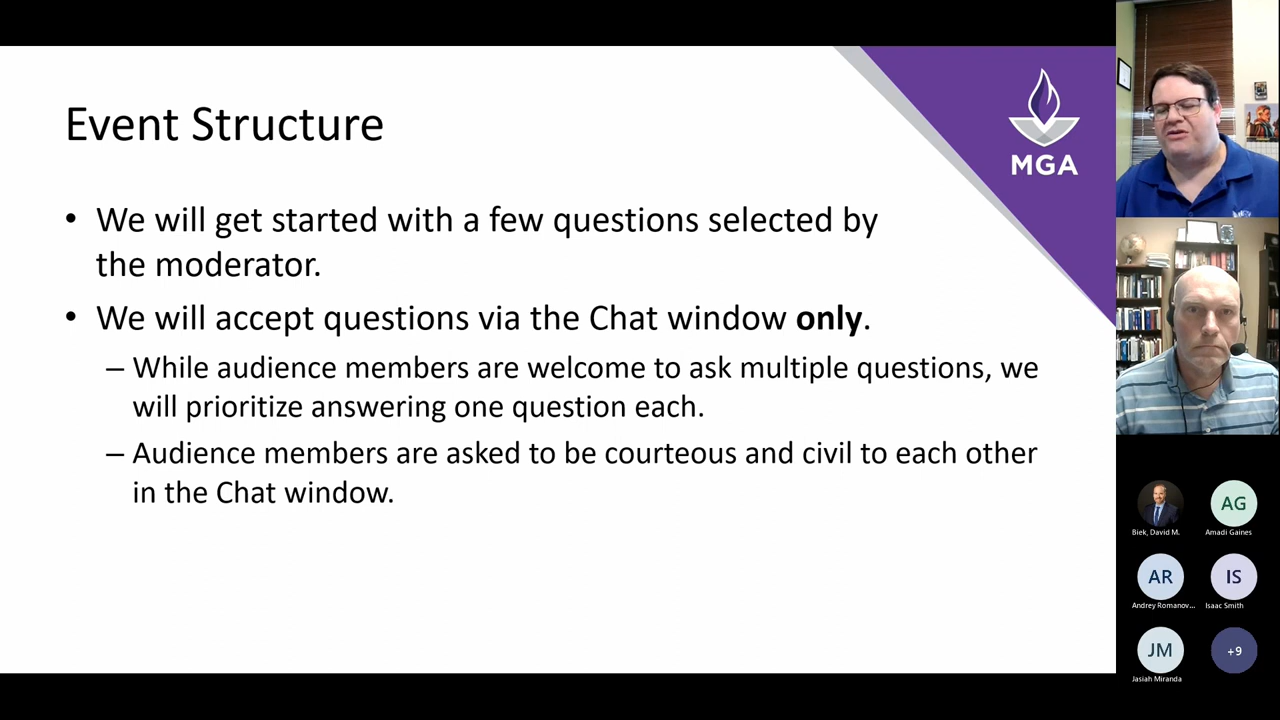 Event Structure
MGA
• We will get started with a few questions selected by
the moderator.
• We will accept questions via the Chat window only.
– While audience members are welcome to ask multiple questions, we
will prioritize answering one question each.
– Audience members are asked to be courteous and civil to each other
in the Chat window.
AG
Biek, David M.
Amadi Gaines
AR
IS
Andrey Romanov...
Isaac Smith
JM
+9
Jasiah Miranda